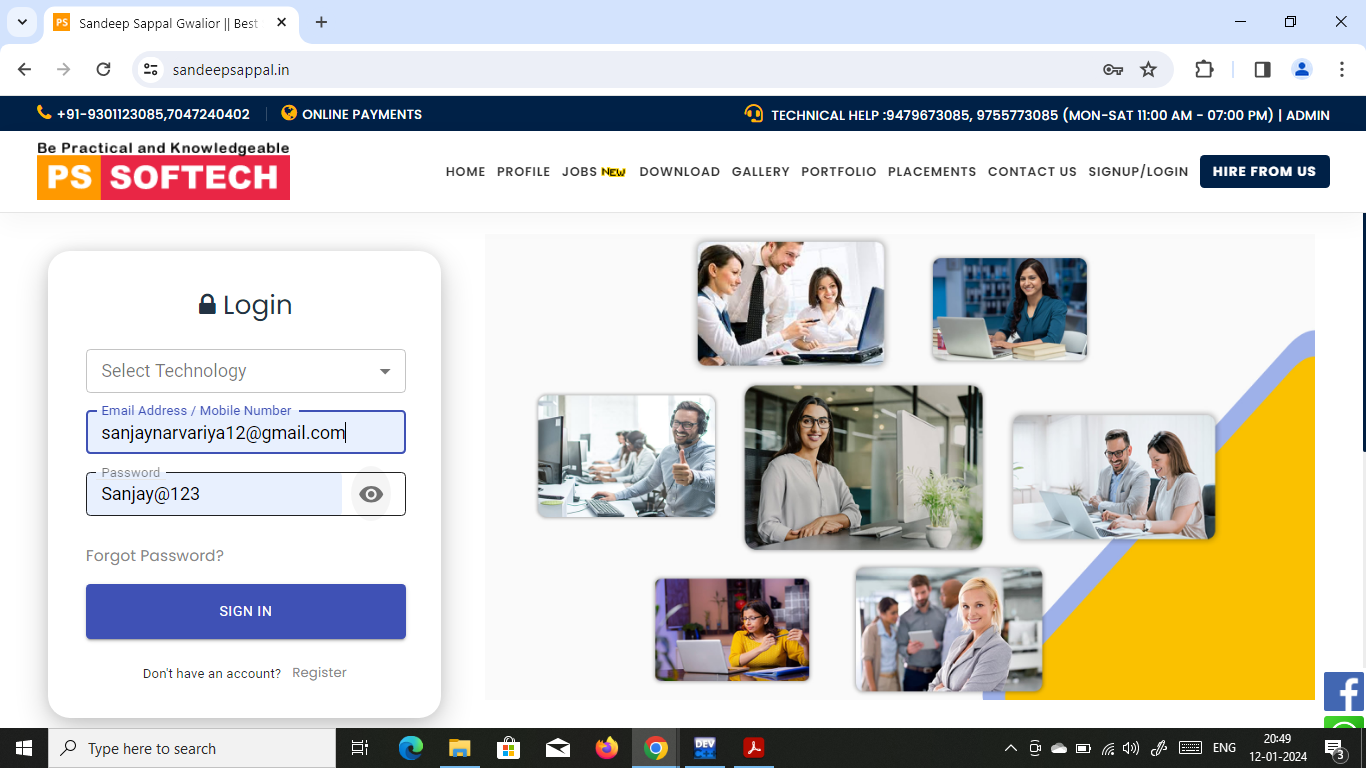 PS Sandeep Sappal Gwalior || Best
sandeepsappal.in
+91-9301123085,7047240402 ONLINE PAYMENTS TECHNICAL HELP :9479673085, 9755773085 (MON-SAT 11:00 AM - 07:00 PM) | ADMIN
Be Practical and Knowledgeable
PS SOFTECH
HOME PROFILE JOBS NEW DOWNLOAD GALLERY PORTFOLIO PLACEMENTS CONTACT US SIGNUP/LOGIN HIRE FROM US
Login
Select Technology
Email Address / Mobile Number
sanjaynarvariya12@gmail.com
Password
Sanjay@123
Forgot Password?
SIGN IN
Don't have an account? Register
Type here to search
DEV
ENG
20:49
12-01-2024
3